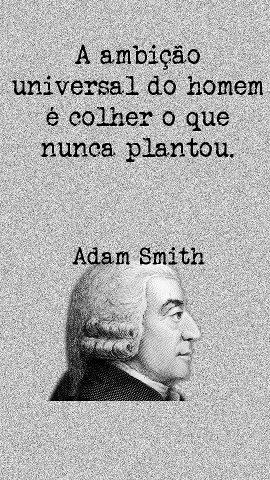 A ambição
universal do homem
é colher o que
nunca plantou.
Adam Smith